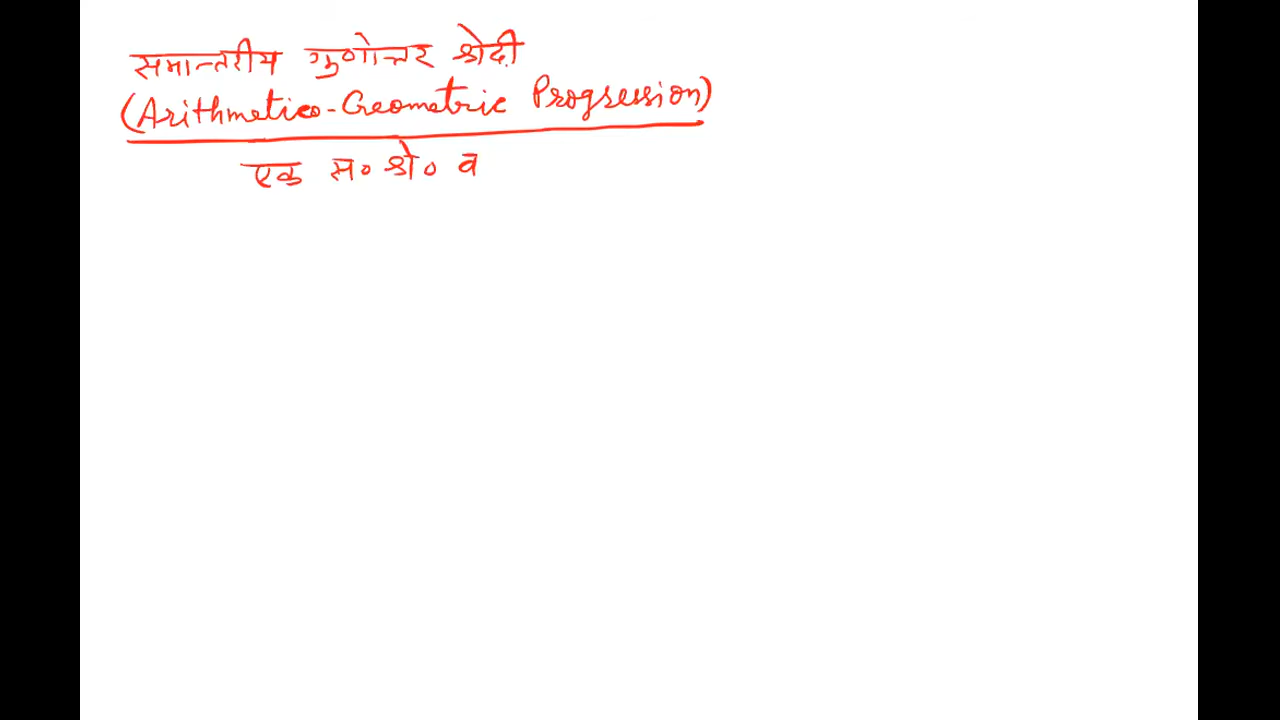 समान्तरीय गुणोत्तर श्रेढी
(Arithmetico-Geometric Progression)
एक स० श्रे० व